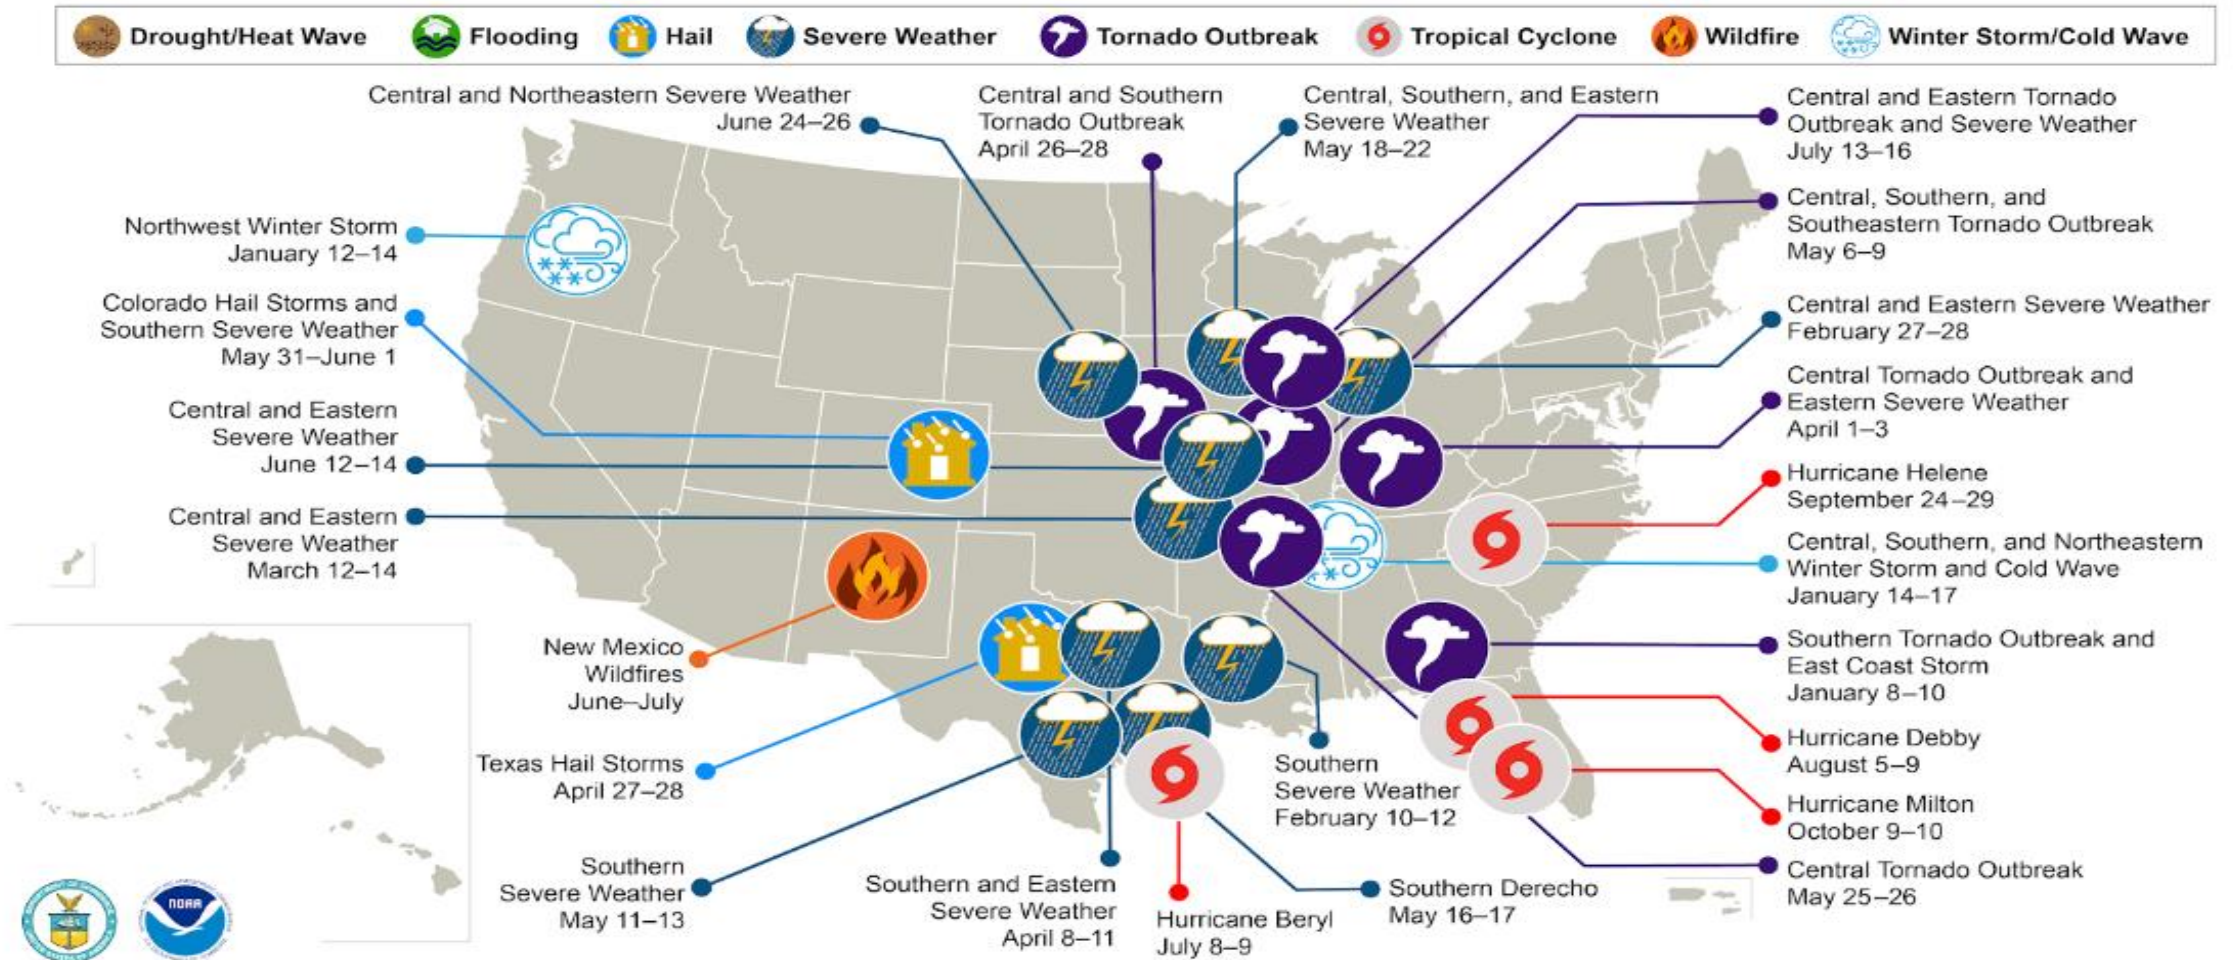 Drought/Heat Wave
Flooding
Hail
Severe Weather
Tornado Outbreak
Tropical Cyclone
Wildfire
Winter Storm/Cold Wave
Central and Northeastern Severe Weather
June 24–26
Central and Southern
Tornado Outbreak
April 26–28
Central, Southern, and Eastern
Severe Weather
May 18–22
Central and Eastern Tornado
Outbreak and Severe Weather
July 13–16
Central, Southern, and
Southeastern Tornado Outbreak
May 6–9
Central and Eastern Severe Weather
February 27–28
Central Tornado Outbreak and
Eastern Severe Weather
April 1–3
Hurricane Helene
September 24–29
Central, Southern, and Northeastern
Winter Storm and Cold Wave
January 14–17
Southern Tornado Outbreak and
East Coast Storm
January 8–10
Hurricane Debby
August 5–9
Hurricane Milton
October 9–10
Central Tornado Outbreak
May 25–26
Northwest Winter Storm
January 12–14
Colorado Hail Storms and
Southern Severe Weather
May 31–June 1
Central and Eastern
Severe Weather
June 12–14
Central and Eastern
Severe Weather
March 12–14
New Mexico
Wildfires
June–July
Texas Hail Storms
April 27–28
Southern
Severe Weather
May 11–13
Southern and Eastern
Severe Weather
April 8–11
Hurricane Beryl
July 8–9
Southern
Severe Weather
February 10–12
Southern Derecho
May 16–17
NOAA